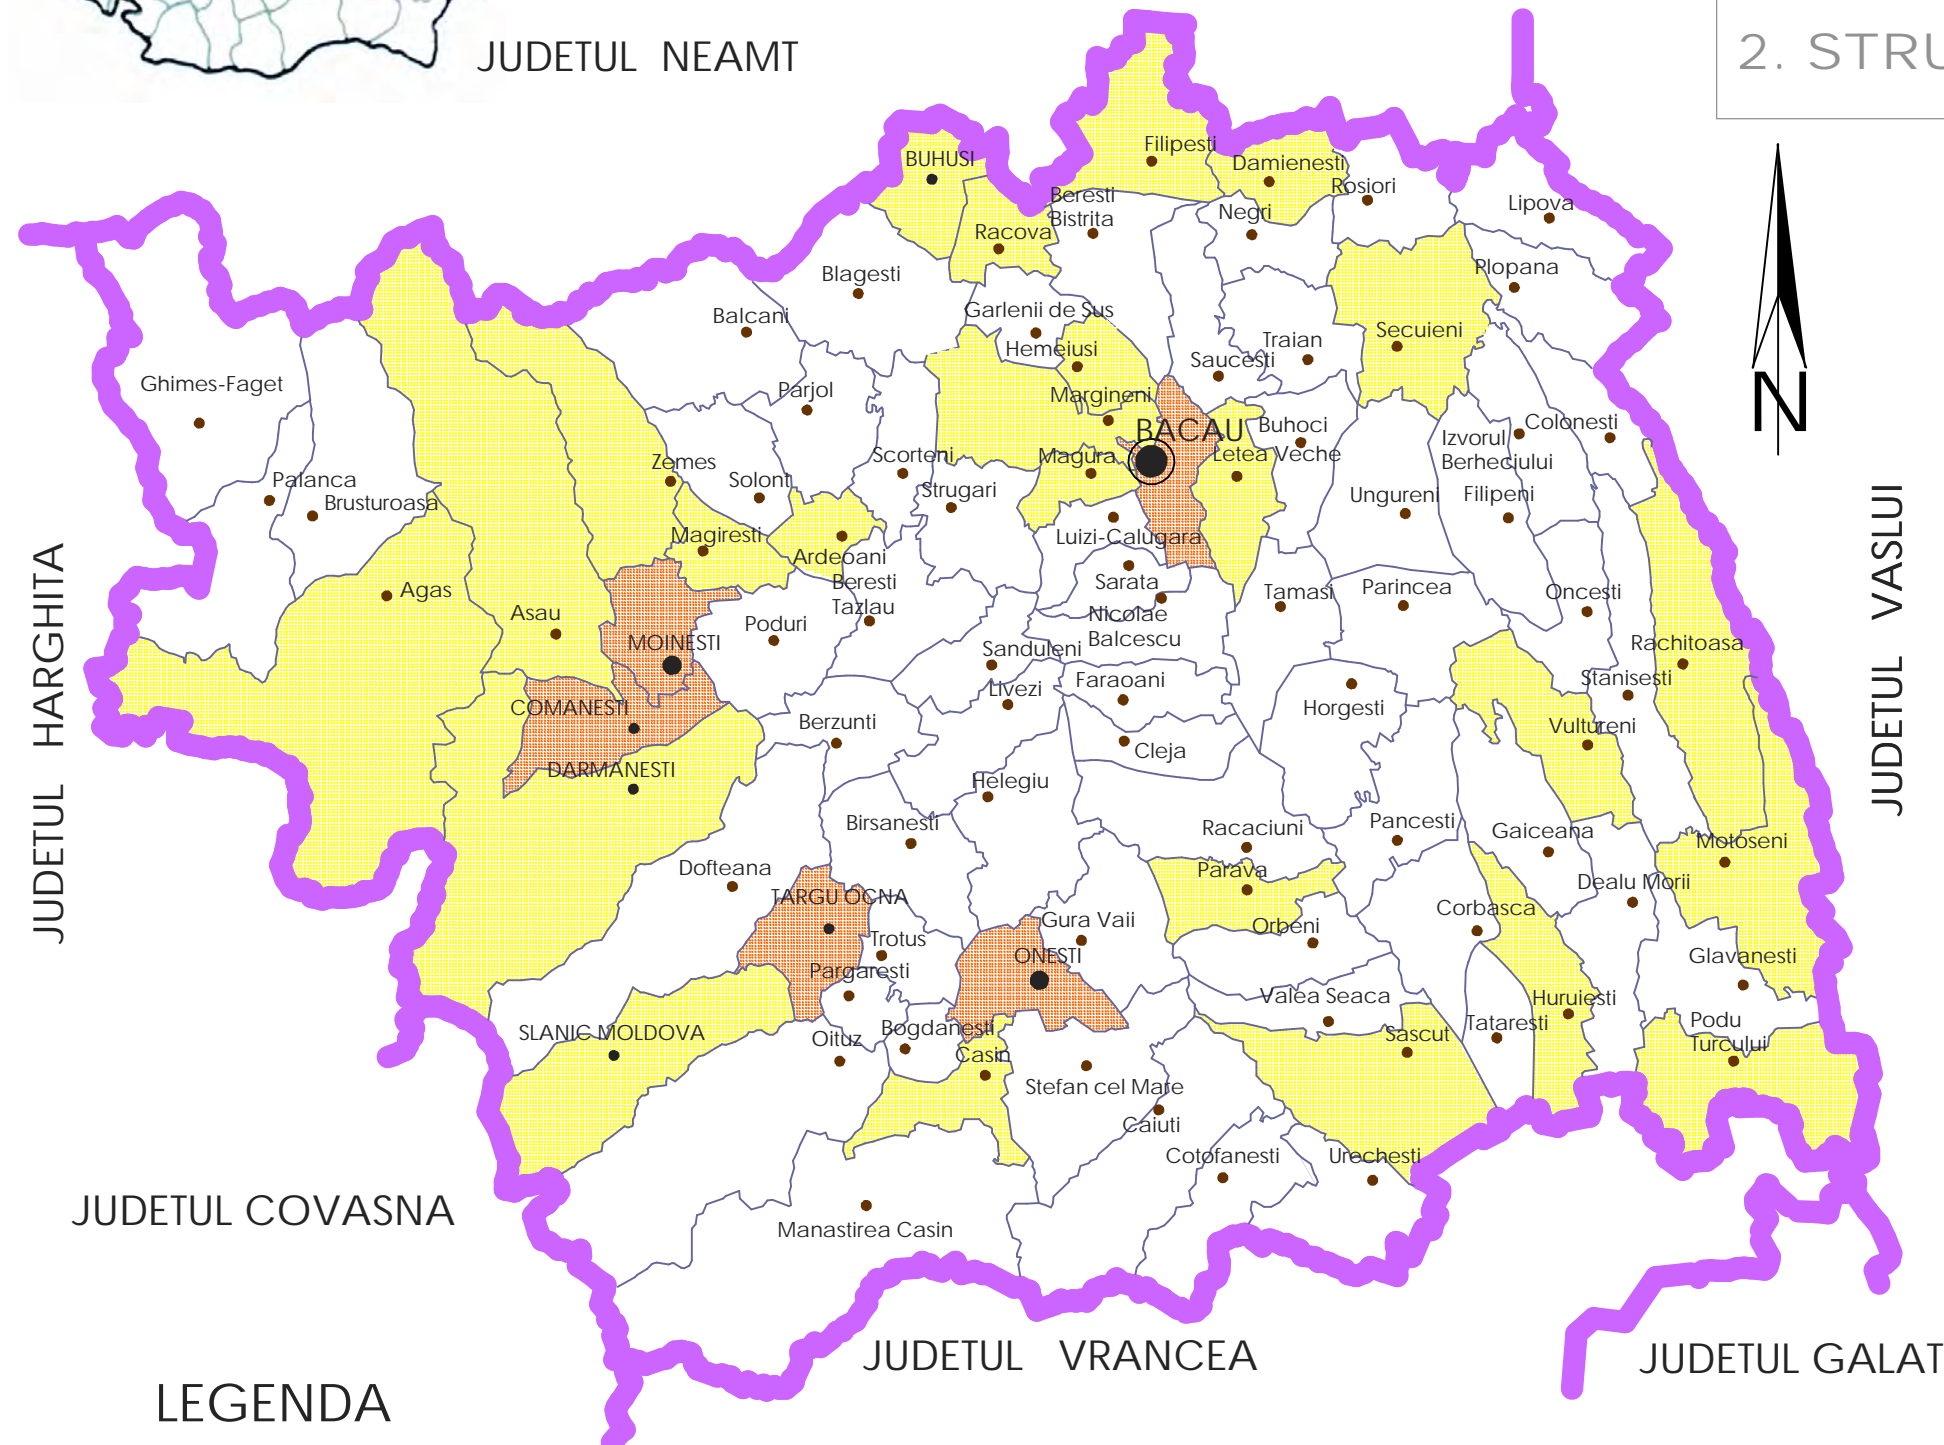 JUDETUL NEAMT
2. STRU
BUHUSI
Filipesti
Damienesti
Rosiori
Beresti
Bistrita
Negri
Lipova
Racova
Blagesti
Plopana
Balcani
Garlenii de Sus
Secuieni
Traian
Hemeiusi
Saucesti
Ghimes-Faget
Parjol
Margineni
N
BACAU
Buhoci
Colonesti
Izvorul
Berheciului
Zemes
Scorteni
Magura
Letea Veche
Palanca
Solont
Strugari
Brusturoasa
Ungureni
Filipeni
Magiresti
Luizi-Calugara
Ardeoani
Agas
Beresti
Tazlau
Sarata
Tamasi
Parincea
Oncesti
Asau
Nicolae
Balcescu
Poduri
MOINESTI
Sanduleni
Rachitoasa
Livezi
Faraoani
Stanisesti
COMANESTI
Horgesti
Berzunti
Vultureni
Cleja
DARMANESTI
Helegiu
Birsanesti
Racaciuni
Pancesti
Gaiceana
Motoseni
Dofteana
Parava
Dealu Morii
TARGU OCNA
Corbasca
Gura Vaii
Orbeni
Trotus
ONESTI
Glavanesti
Pargaresti
Valea Seaca
Huruiesti
SLANIC MOLDOVA
Oituz
Bogdanesti
Tataresti
Podu
Turcului
Sascut
Casin
Stefan cel Mare
Caiuti
Cotofanesti
Urechesti
Manastirea Casin
JUDETUL HARGHITA
JUDETUL VASLUI
JUDETUL COVASNA
JUDETUL VRANCEA
JUDETUL GALAT
LEGENDA